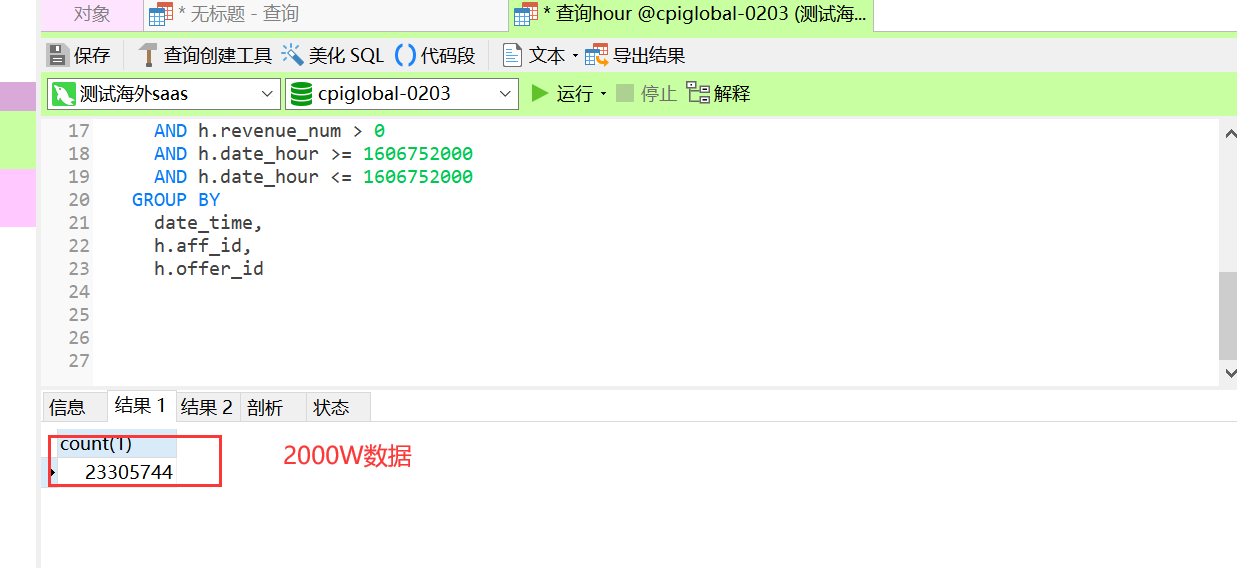 对象
* 无标题 - 查询
* 查询hour @cpiglobal-0203 (测试海...
保存
查询创建工具
美化 SQL
代码段
文本
导出结果
测试海外saas
cpiglobal-0203
运行
停止
解释
17 AND h.revenue_num > 0
18 AND h.date_hour >= 1606752000
19 AND h.date_hour <= 1606752000
20 GROUP BY
21 date_time,
22 h.aff_id,
23 h.offer_id
24
25
26
27
信息
结果 1
结果 2
剖析
状态
count(1)
23305744
2000W数据